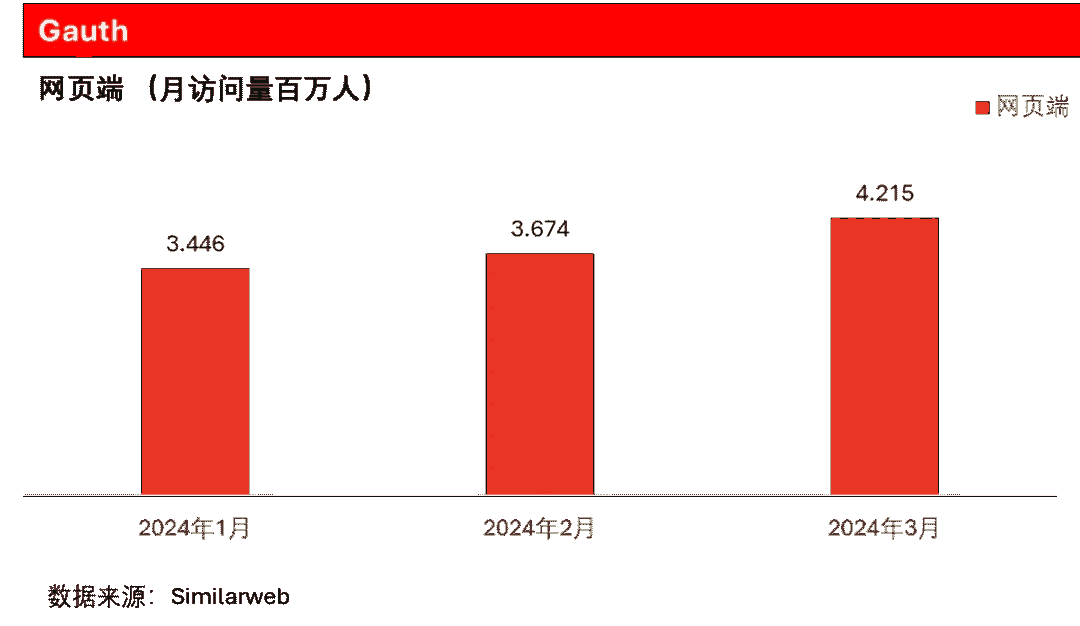 Gauth
网页端 （月访问量百万人）
网页端
3.446
3.674
4.215
2024年1月
2024年2月
2024年3月
数据来源：Similarweb